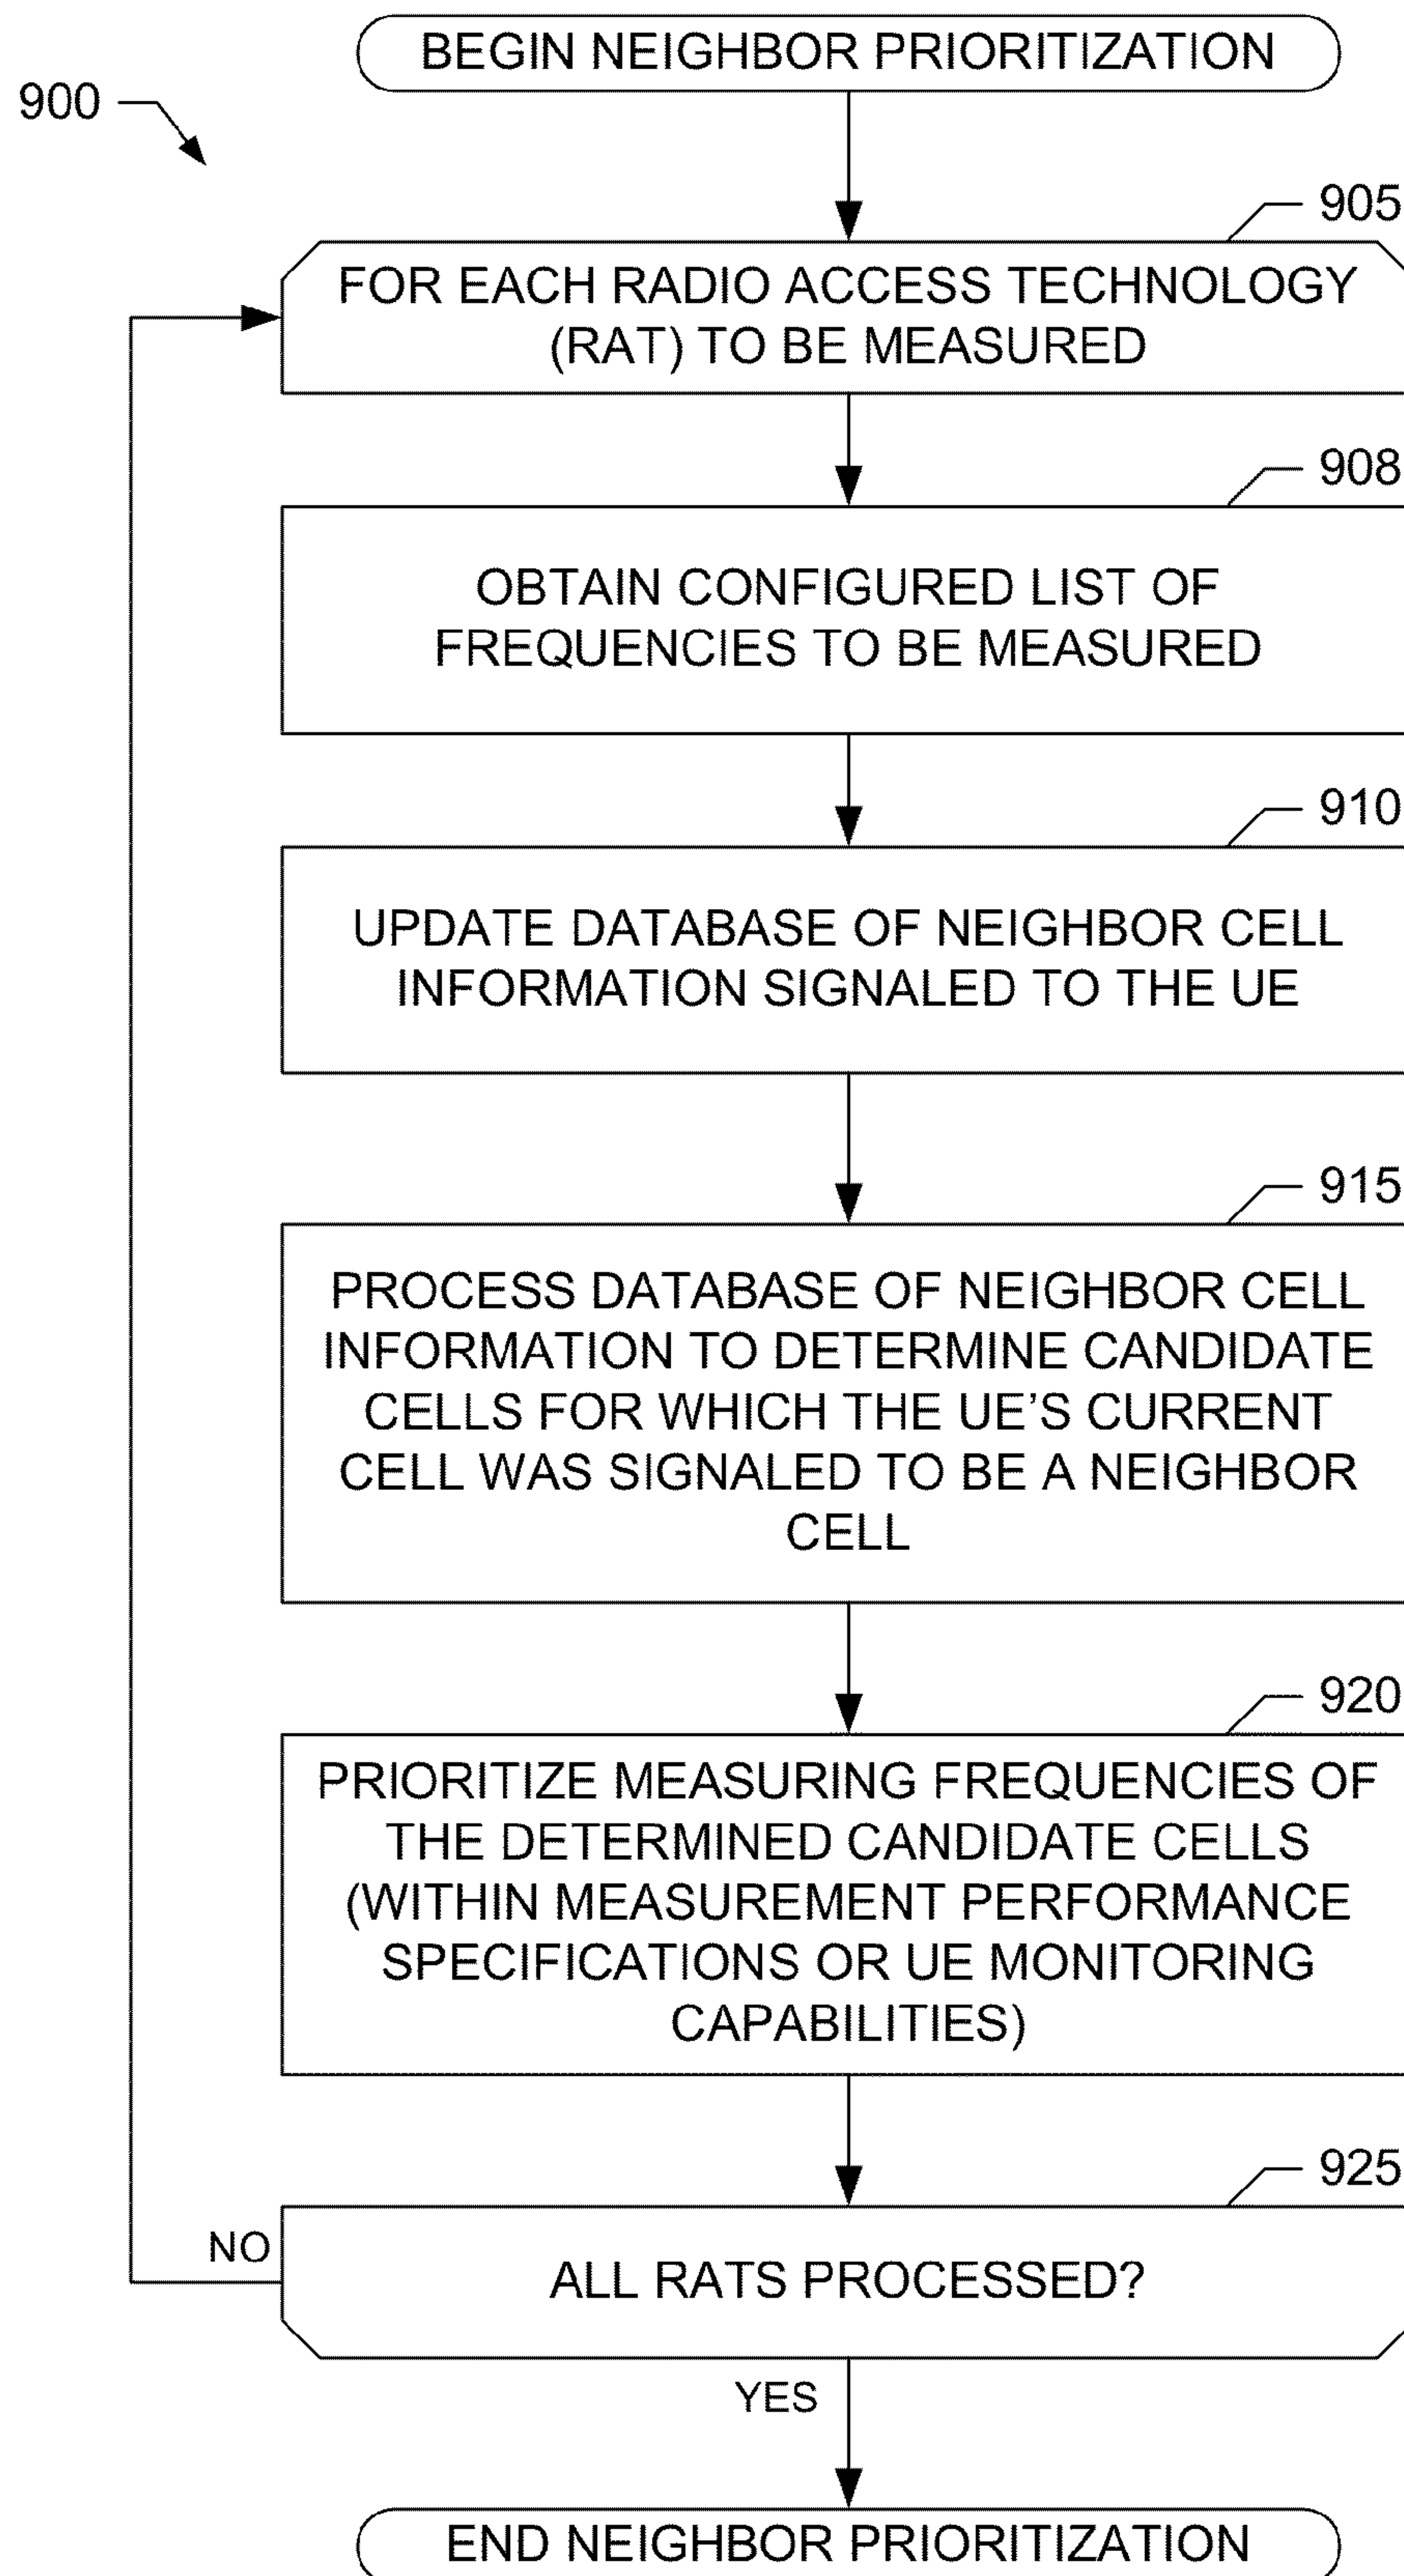 BEGIN NEIGHBOR PRIORITIZATION
900
905
FOR EACH RADIO ACCESS TECHNOLOGY
(RAT) TO BE MEASURED
908
OBTAIN CONFIGURED LIST OF
FREQUENCIES TO BE MEASURED
910
UPDATE DATABASE OF NEIGHBOR CELL
INFORMATION SIGNALED TO THE UE
915
PROCESS DATABASE OF NEIGHBOR CELL
INFORMATION TO DETERMINE CANDIDATE
CELLS FOR WHICH THE UE'S CURRENT
CELL WAS SIGNALED TO BE A NEIGHBOR
CELL
920
PRIORITIZE MEASURING FREQUENCIES OF
THE DETERMINED CANDIDATE CELLS
(WITHIN MEASUREMENT PERFORMANCE
SPECIFICATIONS OR UE MONITORING
CAPABILITIES)
925
NO
ALL RATS PROCESSED?
YES
END NEIGHBOR PRIORITIZATION